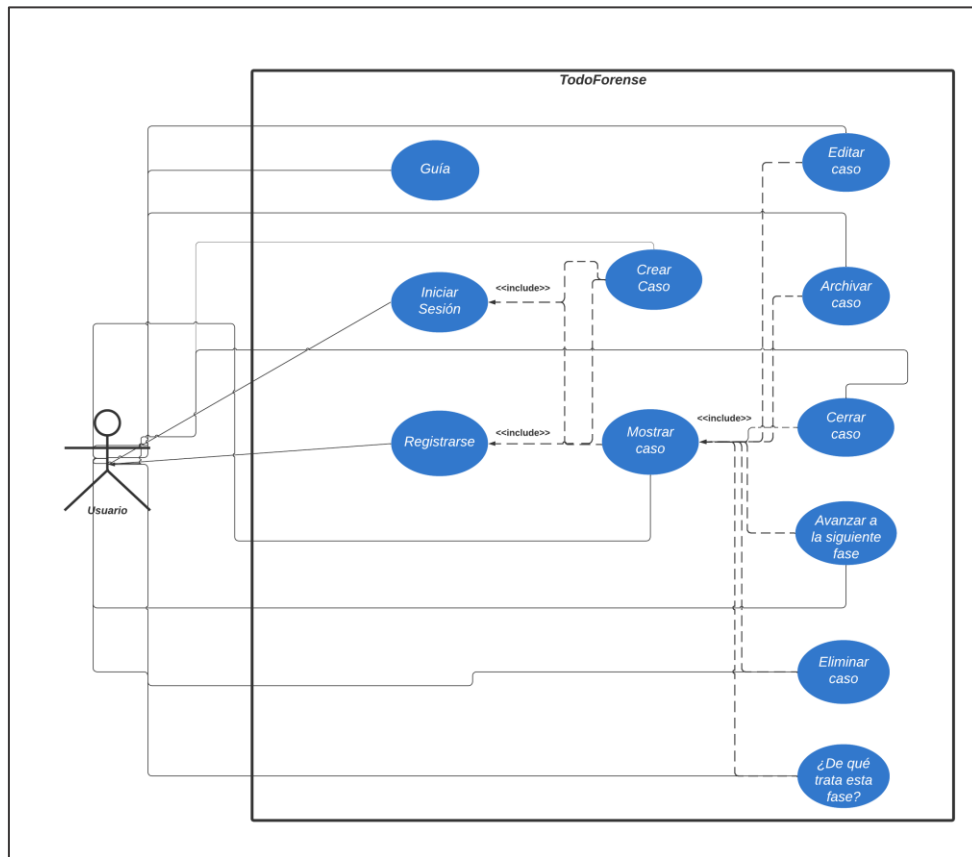 TodoForense
Editar
caso
Guía
Crear
Caso
Archivar
caso
<<include>>
Iniciar
Sesión
Cerrar
caso
<<include>>
<<include>>
Registrarse
Mostrar
caso
Usuario
Avanzar a
la siguiente
fase
Eliminar
caso
¿De qué
trata esta
fase?